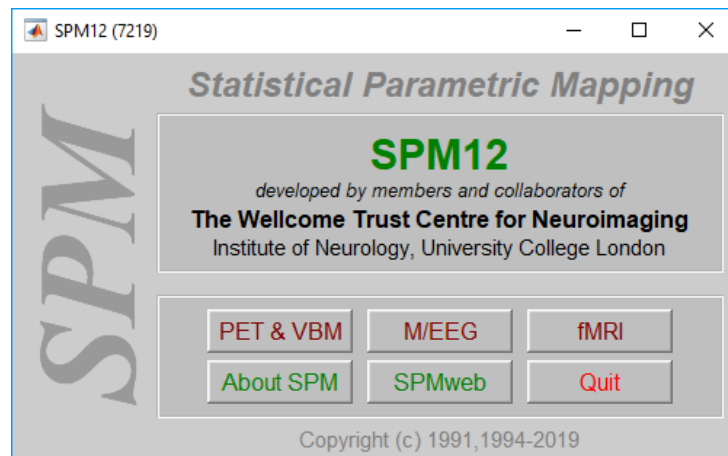 SPM12 (7219)
SPM
Statistical Parametric Mapping
SPM12
developed by members and collaborators of
The Wellcome Trust Centre for Neuroimaging
Institute of Neurology, University College London
PET & VBM M/EEG fMRI
About SPM SPMweb Quit
Copyright (c) 1991,1994-2019